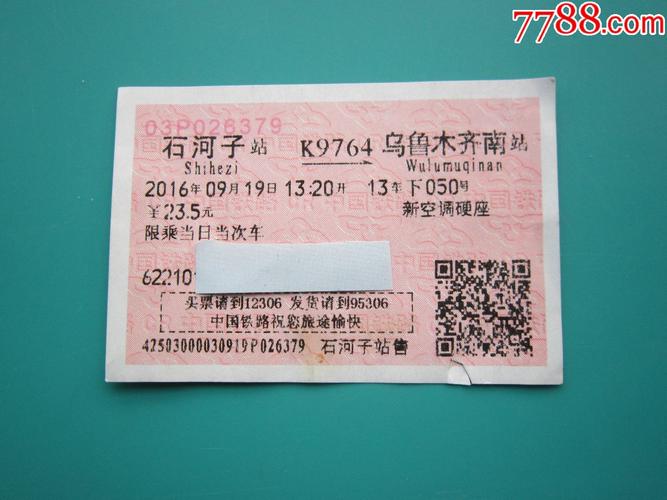 7788.com
03P026379
石河子站 K9764 乌鲁木齐南站
Shihezi Wulumuqinan
2016年09月19日13:20开 13车下050号
￥23.5元 新空调硬座
限乘当日当次车
622101
买票请到12306 发货请到95306
中国铁路祝您旅途愉快
42503000030919P026379 石河子站售